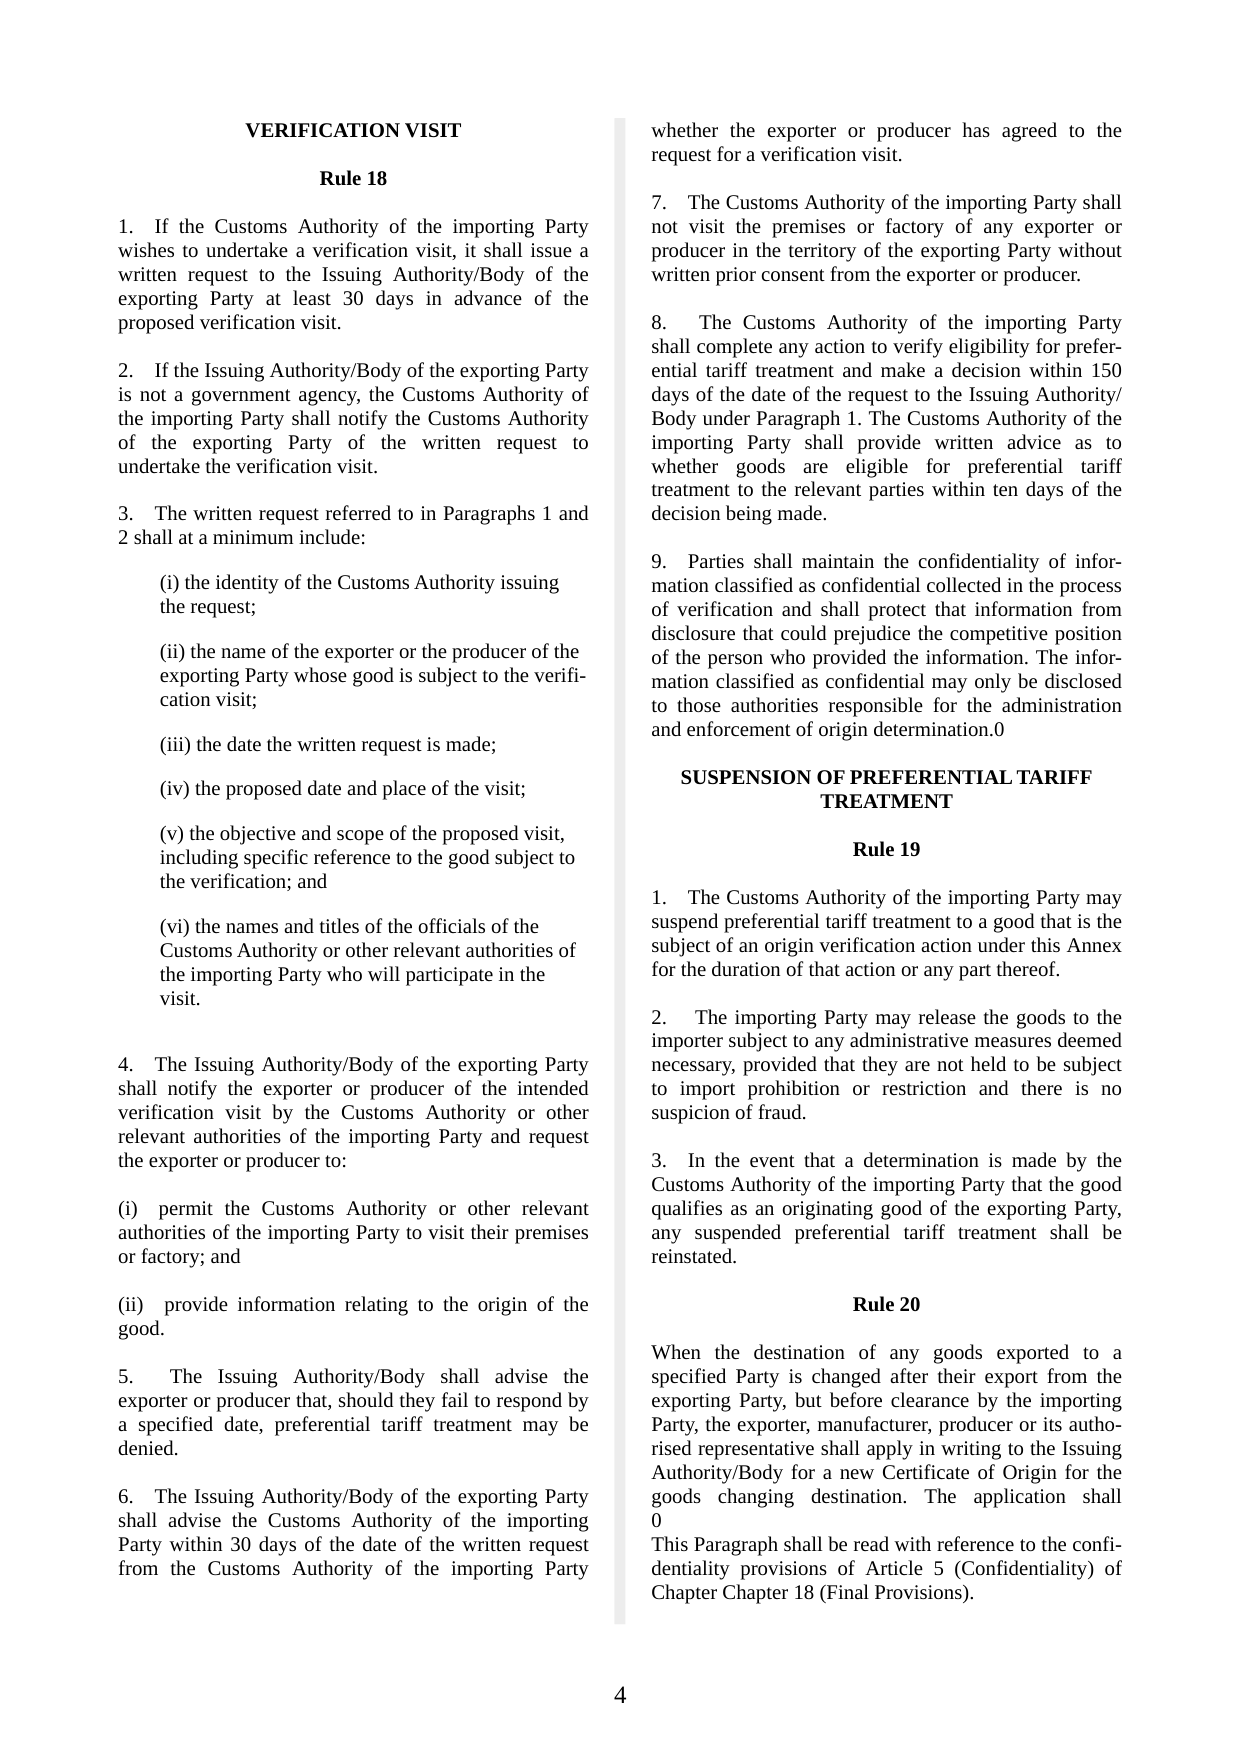 VERIFICATION VISIT
Rule 18
1. If the Customs Authority of the importing Party
wishes to undertake a verification visit, it shall issue a
written request to the Issuing Authority/Body of the
exporting Party at least 30 days in advance of the
proposed verification visit.
2. If the Issuing Authority/Body of the exporting Party
is not a government agency, the Customs Authority of
the importing Party shall notify the Customs Authority
of the exporting Party of the written request to
undertake the verification visit.
3. The written request referred to in Paragraphs 1 and
2 shall at a minimum include:
(i) the identity of the Customs Authority issuing
the request;
(ii) the name of the exporter or the producer of the
exporting Party whose good is subject to the verifi-
cation visit;
(iii) the date the written request is made;
(iv) the proposed date and place of the visit;
(v) the objective and scope of the proposed visit,
including specific reference to the good subject to
the verification; and
(vi) the names and titles of the officials of the
Customs Authority or other relevant authorities of
the importing Party who will participate in the
visit.
4. The Issuing Authority/Body of the exporting Party
shall notify the exporter or producer of the intended
verification visit by the Customs Authority or other
relevant authorities of the importing Party and request
the exporter or producer to:
(i) permit the Customs Authority or other relevant
authorities of the importing Party to visit their premises
or factory; and
(ii) provide information relating to the origin of the
good.
5. The Issuing Authority/Body shall advise the
exporter or producer that, should they fail to respond by
a specified date, preferential tariff treatment may be
denied.
6. The Issuing Authority/Body of the exporting Party
shall advise the Customs Authority of the importing
Party within 30 days of the date of the written request
from the Customs Authority of the importing Party
whether the exporter or producer has agreed to the
request for a verification visit.
7. The Customs Authority of the importing Party shall
not visit the premises or factory of any exporter or
producer in the territory of the exporting Party without
written prior consent from the exporter or producer.
8. The Customs Authority of the importing Party
shall complete any action to verify eligibility for prefer-
ential tariff treatment and make a decision within 150
days of the date of the request to the Issuing Authority/
Body under Paragraph 1. The Customs Authority of the
importing Party shall provide written advice as to
whether goods are eligible for preferential tariff
treatment to the relevant parties within ten days of the
decision being made.
9. Parties shall maintain the confidentiality of infor-
mation classified as confidential collected in the process
of verification and shall protect that information from
disclosure that could prejudice the competitive position
of the person who provided the information. The infor-
mation classified as confidential may only be disclosed
to those authorities responsible for the administration
and enforcement of origin determination.0
SUSPENSION OF PREFERENTIAL TARIFF
TREATMENT
Rule 19
1. The Customs Authority of the importing Party may
suspend preferential tariff treatment to a good that is the
subject of an origin verification action under this Annex
for the duration of that action or any part thereof.
2. The importing Party may release the goods to the
importer subject to any administrative measures deemed
necessary, provided that they are not held to be subject
to import prohibition or restriction and there is no
suspicion of fraud.
3. In the event that a determination is made by the
Customs Authority of the importing Party that the good
qualifies as an originating good of the exporting Party,
any suspended preferential tariff treatment shall be
reinstated.
Rule 20
When the destination of any goods exported to a
specified Party is changed after their export from the
exporting Party, but before clearance by the importing
Party, the exporter, manufacturer, producer or its autho-
rised representative shall apply in writing to the Issuing
Authority/Body for a new Certificate of Origin for the
goods changing destination. The application shall
0
This Paragraph shall be read with reference to the confi-
dentiality provisions of Article 5 (Confidentiality) of
Chapter Chapter 18 (Final Provisions).
4